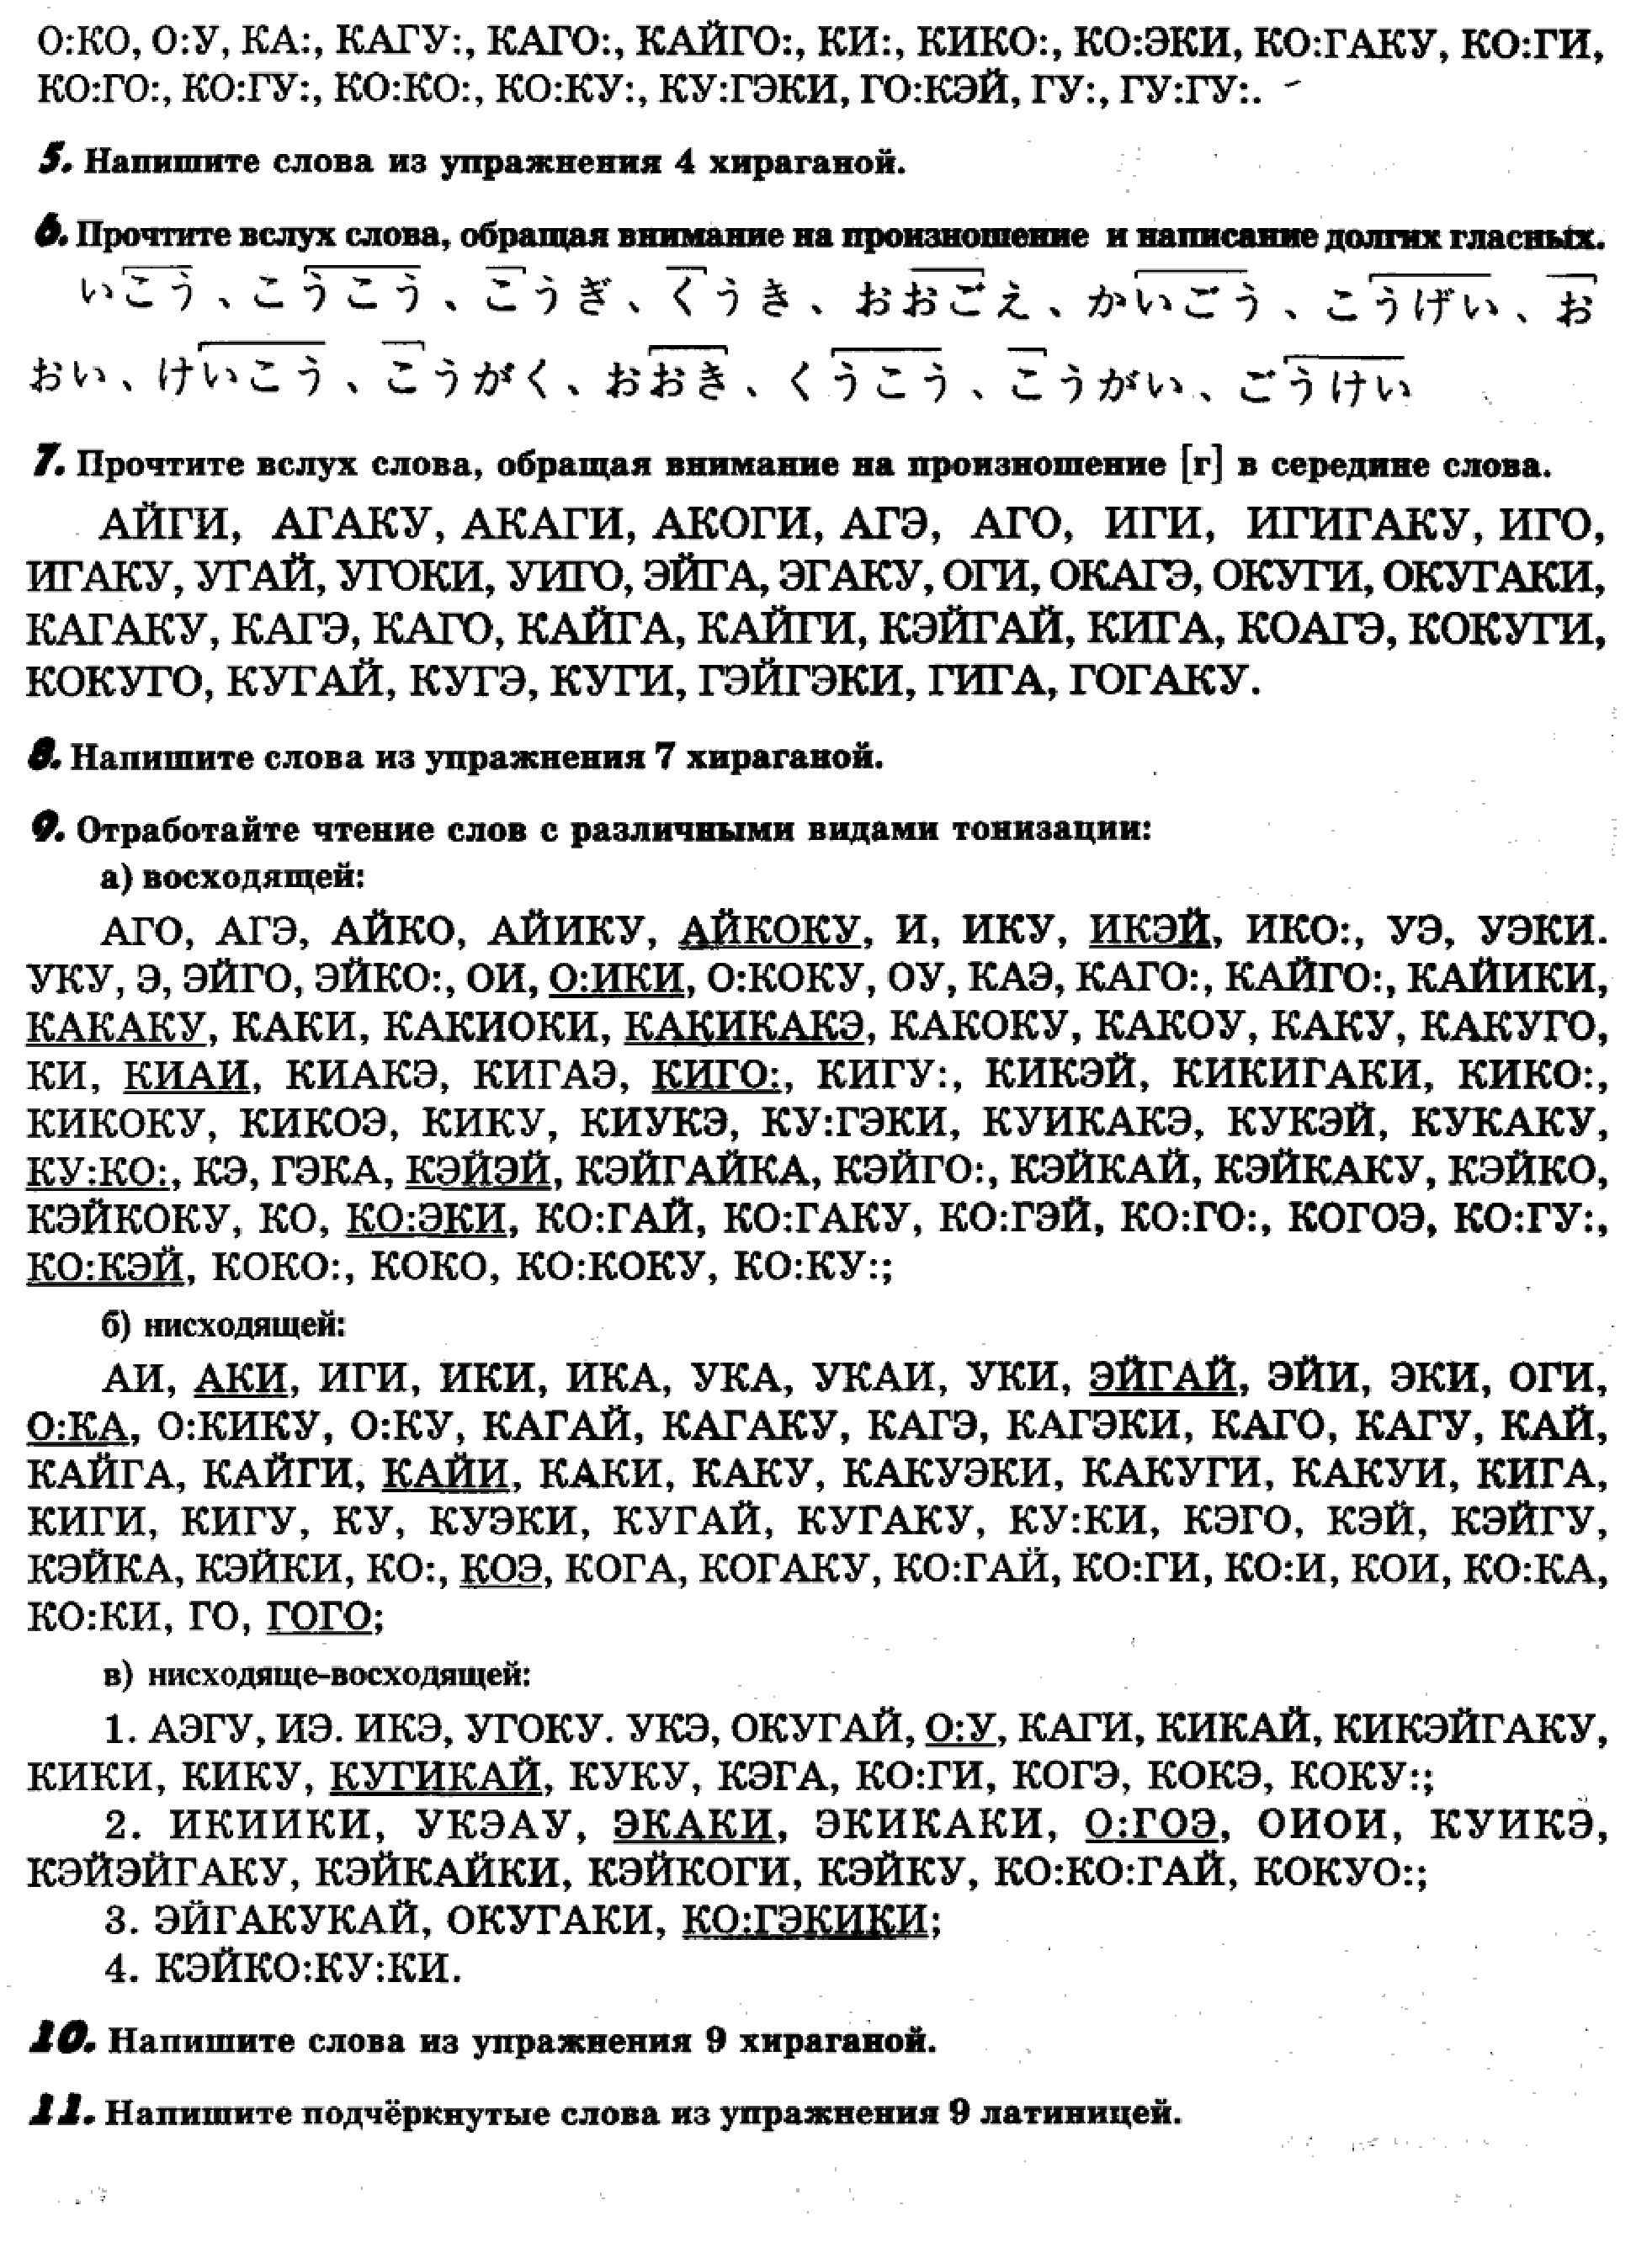 О:КО, О:У, КА:, КАГУ:, КАГО:, КАЙГО:, КИ:, КИКО:, КО:ЭКИ, КО:ГАКУ, КО:ГИ,
КО:ГО:, КО:ГУ:, КО:КО:, КО:КУ:, КУ:ГЭКИ, ГО:КЭЙ, ГУ:, ГУ:ГУ:.
5. Напишите слова из упражнения 4 хираганой.
6. Прочтите вслух слова, обращая внимание на произношение и написание долгих гласных.
いこう、こうこう、こうぎ、くうき、おおごえ、かいごう、こうげい、お
おい、けいこう、こうがく、おおき、くうこう、こうがい、ごうけい
7. Прочтите вслух слова, обращая внимание на произношение [г] в середине слова.
АЙГИ, АГАКУ, АКАГИ, АКОГИ, АГЭ, АГО, ИГИ, ИГИГАКУ, ИГО,
ИГАКУ, УГАЙ, УГОКИ, УИГО, ЭЙГА, ЭГАКУ, ОГИ, ОКАГЭ, ОКУГИ, ОКУГАКИ,
КАГАКУ, КАГЭ, КАГО, КАЙГА, КАЙГИ, КЭЙГАЙ, КИГА, КОАГЭ, КОКУГИ,
КОКУГО, КУГАЙ, КУГЭ, КУГИ, ГЭЙГЭКИ, ГИГА, ГОГАКУ.
8. Напишите слова из упражнения 7 хираганой.
9. Отработайте чтение слов с различными видами тонизации:
а) восходящей:
АГО, АГЭ, АЙКО, АЙИКУ, АЙКОКУ, И, ИКУ, ИКЭЙ, ИКО:, УЭ, УЭКИ.
УКУ, Э, ЭЙГО, ЭЙКО:, ОИ, О:ИКИ, О:КОКУ, ОУ, КАЭ, КАГО:, КАЙГО:, КАЙИКИ,
КАКАКУ, КАКИ, КАКИОКИ, КАКИКАКЭ, КАКОКУ, КАКОУ, КАКУ, КАКУГО,
КИ, КИАИ, КИАКЭ, КИГАЭ, КИГО:, КИГУ:, КИКЭЙ, КИКИГАКИ, КИКО:,
КИКОКУ, КИКОЭ, КИКУ, КИУКЭ, КУ:ГЭКИ, КУИКАКЭ, КУКЭЙ, КУКАКУ,
КУ:КО:, КЭ, ГЭКА, КЭЙЭЙ, КЭЙГАЙКА, КЭЙГО:, КЭЙКАЙ, КЭЙКАКУ, КЭЙКО,
КЭЙКОКУ, КО, КО:ЭКИ, КО:ГАЙ, КО:ГАКУ, КО:ГЭЙ, КО:ГО:, КОГОЭ, КО:ГУ:,
КО:КЭЙ, КОКО:, КОКО, КО:КОКУ, КО:КУ:;
б) нисходящей:
АИ, АКИ, ИГИ, ИКИ, ИКА, УКА, УКАИ, УКИ, ЭЙГАЙ, ЭЙИ, ЭКИ, ОГИ,
О:КА, О:КИКУ, О:КУ, КАГАЙ, КАГАКУ, КАГЭ, КАГЭКИ, КАГО, КАГУ, КАЙ,
КАЙГА, КАЙГИ, КАЙИ, КАКИ, КАКУ, КАКУЭКИ, КАКУГИ, КАКУИ, КИГА,
КИГИ, КИГУ, КУ, КУЭКИ, КУГАЙ, КУГАКУ, КУ:КИ, КЭГО, КЭЙ, КЭЙГУ,
КЭЙКА, КЭЙКИ, КО:, КОЭ, КОГА, КОГАКУ, КО:ГАЙ, КО:ГИ, КО:И, КОИ, КО:КА,
КО:КИ, ГО, ГОГО;
в) нисходяще-восходящей:
1. АЭГУ, ИЭ. ИКЭ, УГОКУ. УКЭ, ОКУГАЙ, О:У, КАГИ, КИКАЙ, КИКЭЙГАКУ,
КИКИ, КИКУ, КУГИКАЙ, КУКУ, КЭГА, КО:ГИ, КОГЭ, КОКЭ, КОКУ:;
2. ИКИИКИ, УКЭАУ, ЭКАКИ, ЭКИКАКИ, О:ГОЭ, ОИОИ, КУИКЭ,
КЭЙЭЙГАКУ, КЭЙКАЙКИ, КЭЙКОГИ, КЭЙКУ, КО:КО:ГАЙ, КОКУО:;
3. ЭЙГАКУКАЙ, ОКУГАКИ, КО:ГЭКИКИ;
4. КЭЙКО:КУ:КИ.
10. Напишите слова из упражнения 9 хираганой.
11. Напишите подчёркнутые слова из упражнения 9 латиницей.